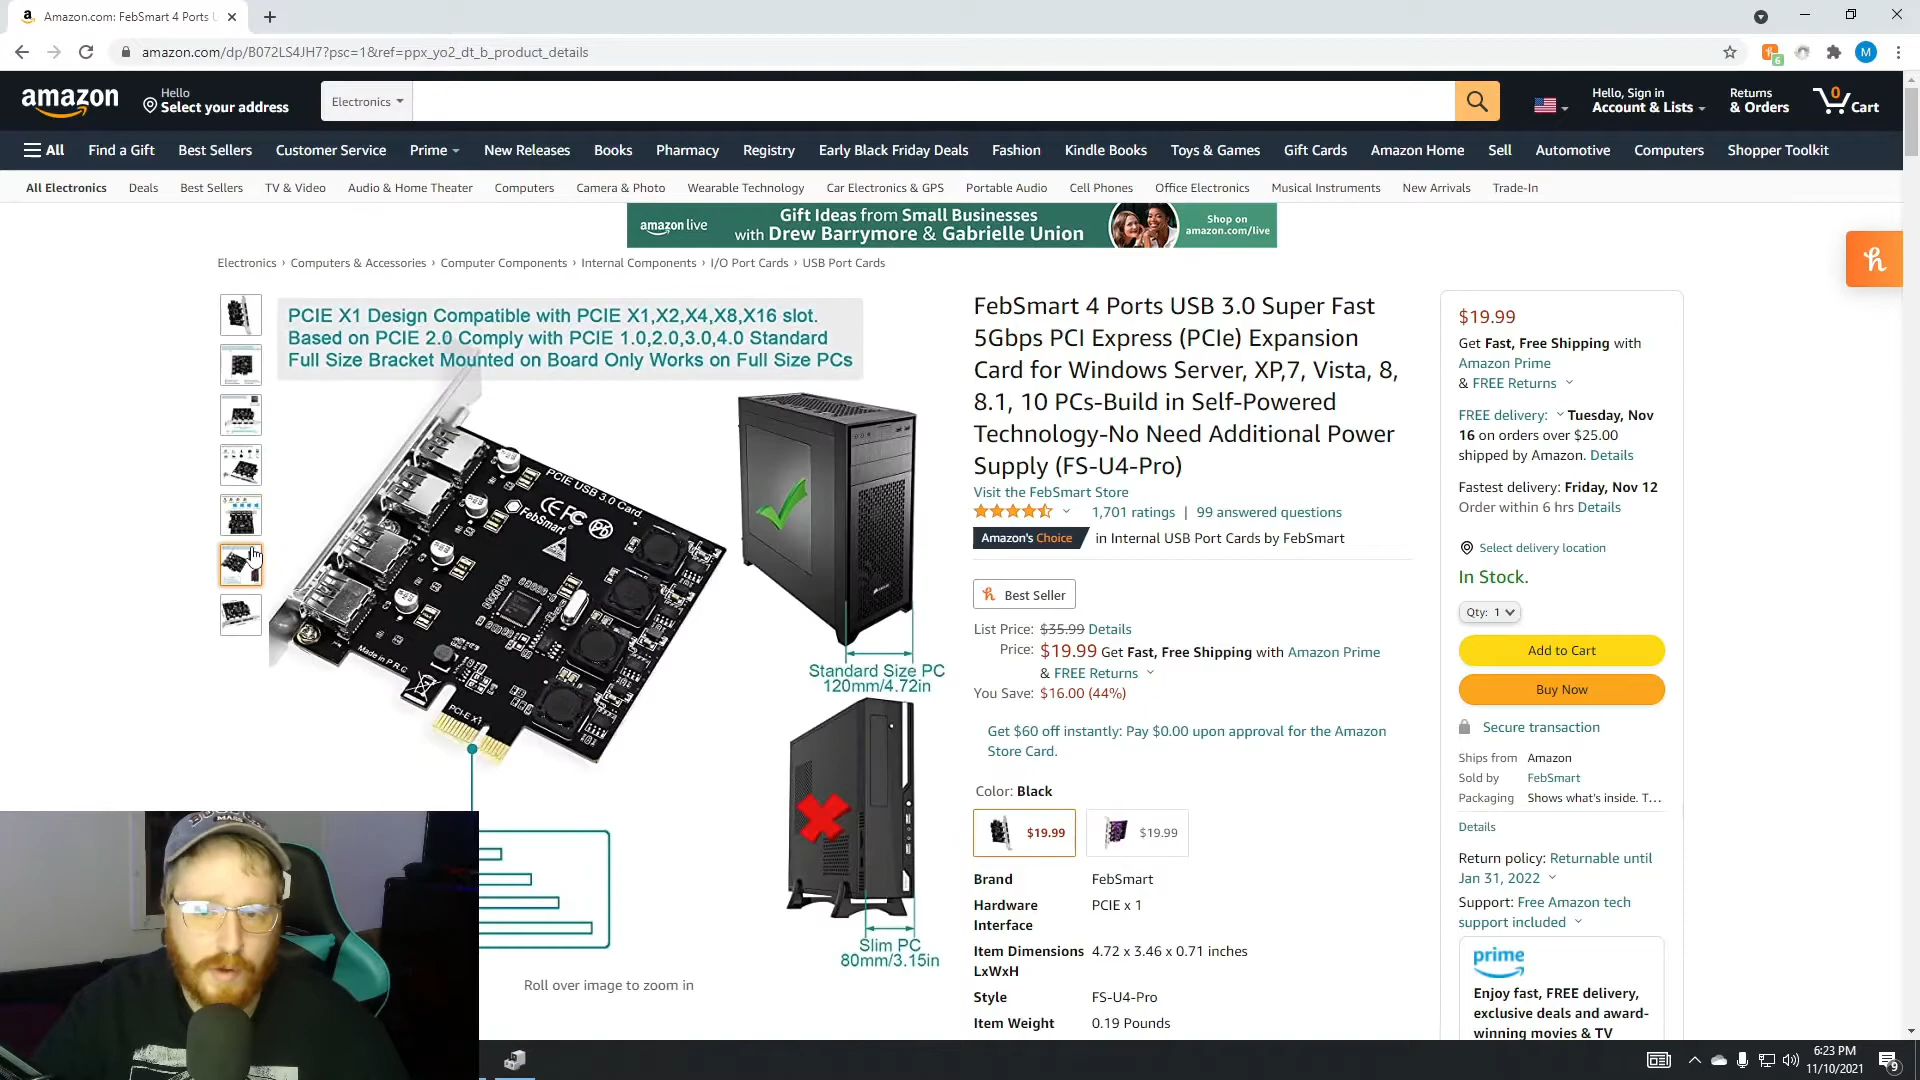 Amazon.com: FebSmart 4 Ports U
amazon.com/dp/B072LS4JH7?psc=1&ref=ppx_yo2_dt_b_product_details
6
M
amazon
Hello
Select your address
Electronics
Hello, Sign in
Account & Lists
Returns
& Orders
0
Cart
All
Find a Gift
Best Sellers
Customer Service
Prime
New Releases
Books
Pharmacy
Registry
Early Black Friday Deals
Fashion
Kindle Books
Toys & Games
Gift Cards
Amazon Home
Sell
Automotive
Computers
Shopper Toolkit
All Electronics
Deals
Best Sellers
TV & Video
Audio & Home Theater
Computers
Camera & Photo
Wearable Technology
Car Electronics & GPS
Portable Audio
Cell Phones
Office Electronics
Musical Instruments
New Arrivals
Trade-In
amazon live
Gift Ideas from Small Businesses
with Drew Barrymore & Gabrielle Union
Shop on
amazon.com/live
Electronics › Computers & Accessories › Computer Components › Internal Components › I/O Port Cards › USB Port Cards
PCIE X1 Design Compatible with PCIE X1,X2,X4,X8,X16 slot.
Based on PCIE 2.0 Comply with PCIE 1.0,2.0,3.0,4.0 Standard
Full Size Bracket Mounted on Board Only Works on Full Size PCs
PCIE USB 3.0 Card
CE FC
FebSmart
Made in P.R.C
PCI-E X1
Standard Size PC
120mm/4.72in
Slim PC
80mm/3.15in
Roll over image to zoom in
FebSmart 4 Ports USB 3.0 Super Fast
5Gbps PCI Express (PCIe) Expansion
Card for Windows Server, XP,7, Vista, 8,
8.1, 10 PCs-Build in Self-Powered
Technology-No Need Additional Power
Supply (FS-U4-Pro)
Visit the FebSmart Store
1,701 ratings | 99 answered questions
Amazon's Choice in Internal USB Port Cards by FebSmart
Best Seller
List Price: $35.99 Details
Price: $19.99 Get Fast, Free Shipping with Amazon Prime
& FREE Returns
You Save: $16.00 (44%)
Get $60 off instantly: Pay $0.00 upon approval for the Amazon
Store Card.
Color: Black
$19.99
$19.99
Brand FebSmart
Hardware Interface PCIE x 1
Item Dimensions LxWxH 4.72 x 3.46 x 0.71 inches
Style FS-U4-Pro
Item Weight 0.19 Pounds
$19.99
Get Fast, Free Shipping with
Amazon Prime
& FREE Returns
FREE delivery: Tuesday, Nov
16 on orders over $25.00
shipped by Amazon. Details
Fastest delivery: Friday, Nov 12
Order within 6 hrs Details
Select delivery location
In Stock.
Qty: 1
Add to Cart
Buy Now
Secure transaction
Ships from Amazon
Sold by FebSmart
Packaging Shows what's inside. T...
Details
Return policy: Returnable until
Jan 31, 2022
Support: Free Amazon tech
support included
prime
Enjoy fast, FREE delivery,
exclusive deals and award-
winning movies & TV
6:23 PM
11/10/2021
9